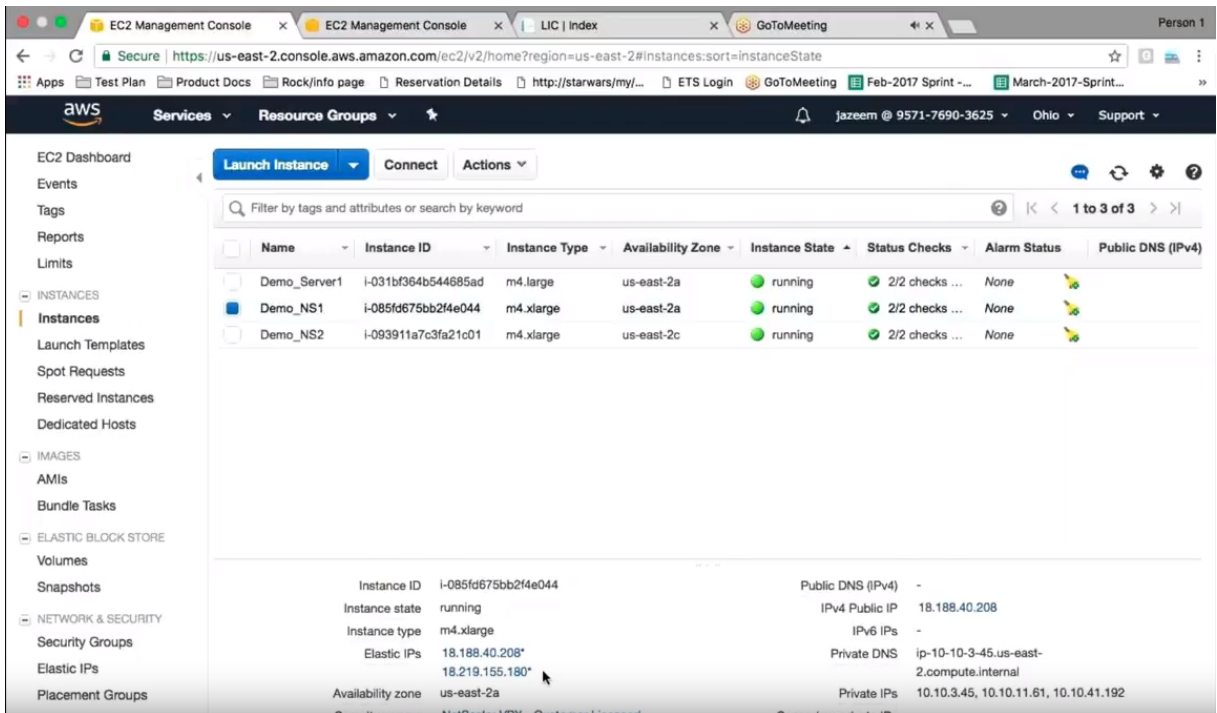 EC2 Management Console
EC2 Management Console
LIC | Index
GoToMeeting
Person 1
Secure | https://us-east-2.console.aws.amazon.com/ec2/v2/home?region=us-east-2#instances:sort=instanceState
Apps Test Plan Product Docs Rock/info page Reservation Details http://starwars/my/... ETS Login GoToMeeting Feb-2017 Sprint -... March-2017-Sprint... »
aws Services Resource Groups jazeem @ 9571-7690-3625 Ohio Support
EC2 Dashboard
Events
Tags
Reports
Limits
INSTANCES
Instances
Launch Templates
Spot Requests
Reserved Instances
Dedicated Hosts
IMAGES
AMIs
Bundle Tasks
ELASTIC BLOCK STORE
Volumes
Snapshots
NETWORK & SECURITY
Security Groups
Elastic IPs
Placement Groups
Launch Instance Connect Actions
Filter by tags and attributes or search by keyword
1 to 3 of 3
Name Instance ID Instance Type Availability Zone Instance State Status Checks Alarm Status Public DNS (IPv4)
Demo_Server1 i-031bf364b544685ad m4.large us-east-2a running 2/2 checks ... None
Demo_NS1 i-085fd675bb2f4e044 m4.xlarge us-east-2a running 2/2 checks ... None
Demo_NS2 i-093911a7c3fa21c01 m4.xlarge us-east-2c running 2/2 checks ... None
Instance ID i-085fd675bb2f4e044
Instance state running
Instance type m4.xlarge
Elastic IPs 18.188.40.208*
18.219.155.180*
Availability zone us-east-2a
Public DNS (IPv4) -
IPv4 Public IP 18.188.40.208
IPv6 IPs -
Private DNS ip-10-10-3-45.us-east-
2.compute.internal
Private IPs 10.10.3.45, 10.10.11.61, 10.10.41.192